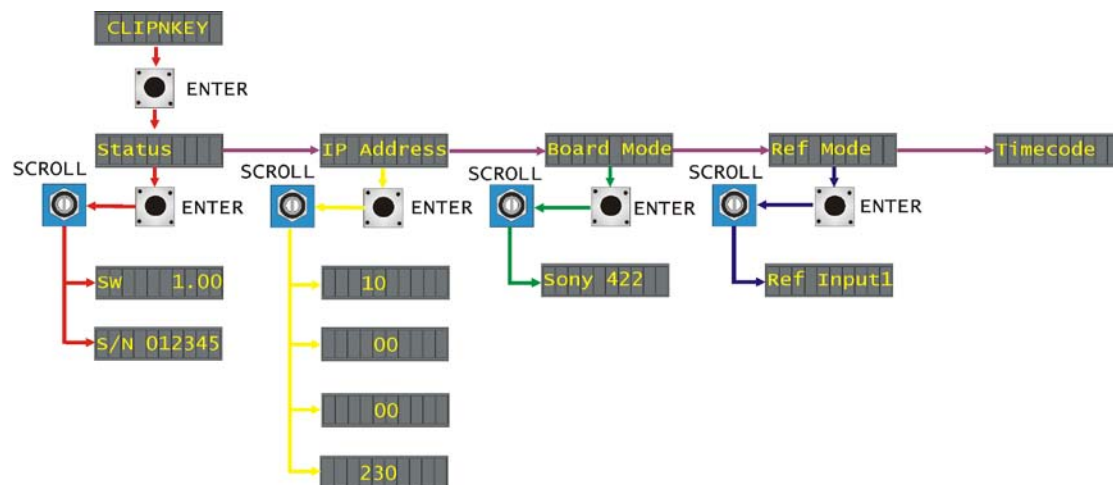 CLIPNKEY
ENTER
Status
IP Address
Board Mode
Ref Mode
Timecode
SCROLL
ENTER
SCROLL
ENTER
SCROLL
ENTER
SCROLL
ENTER
SW 1.00
10
Sony 422
Ref Input1
S/N 012345
00
00
230